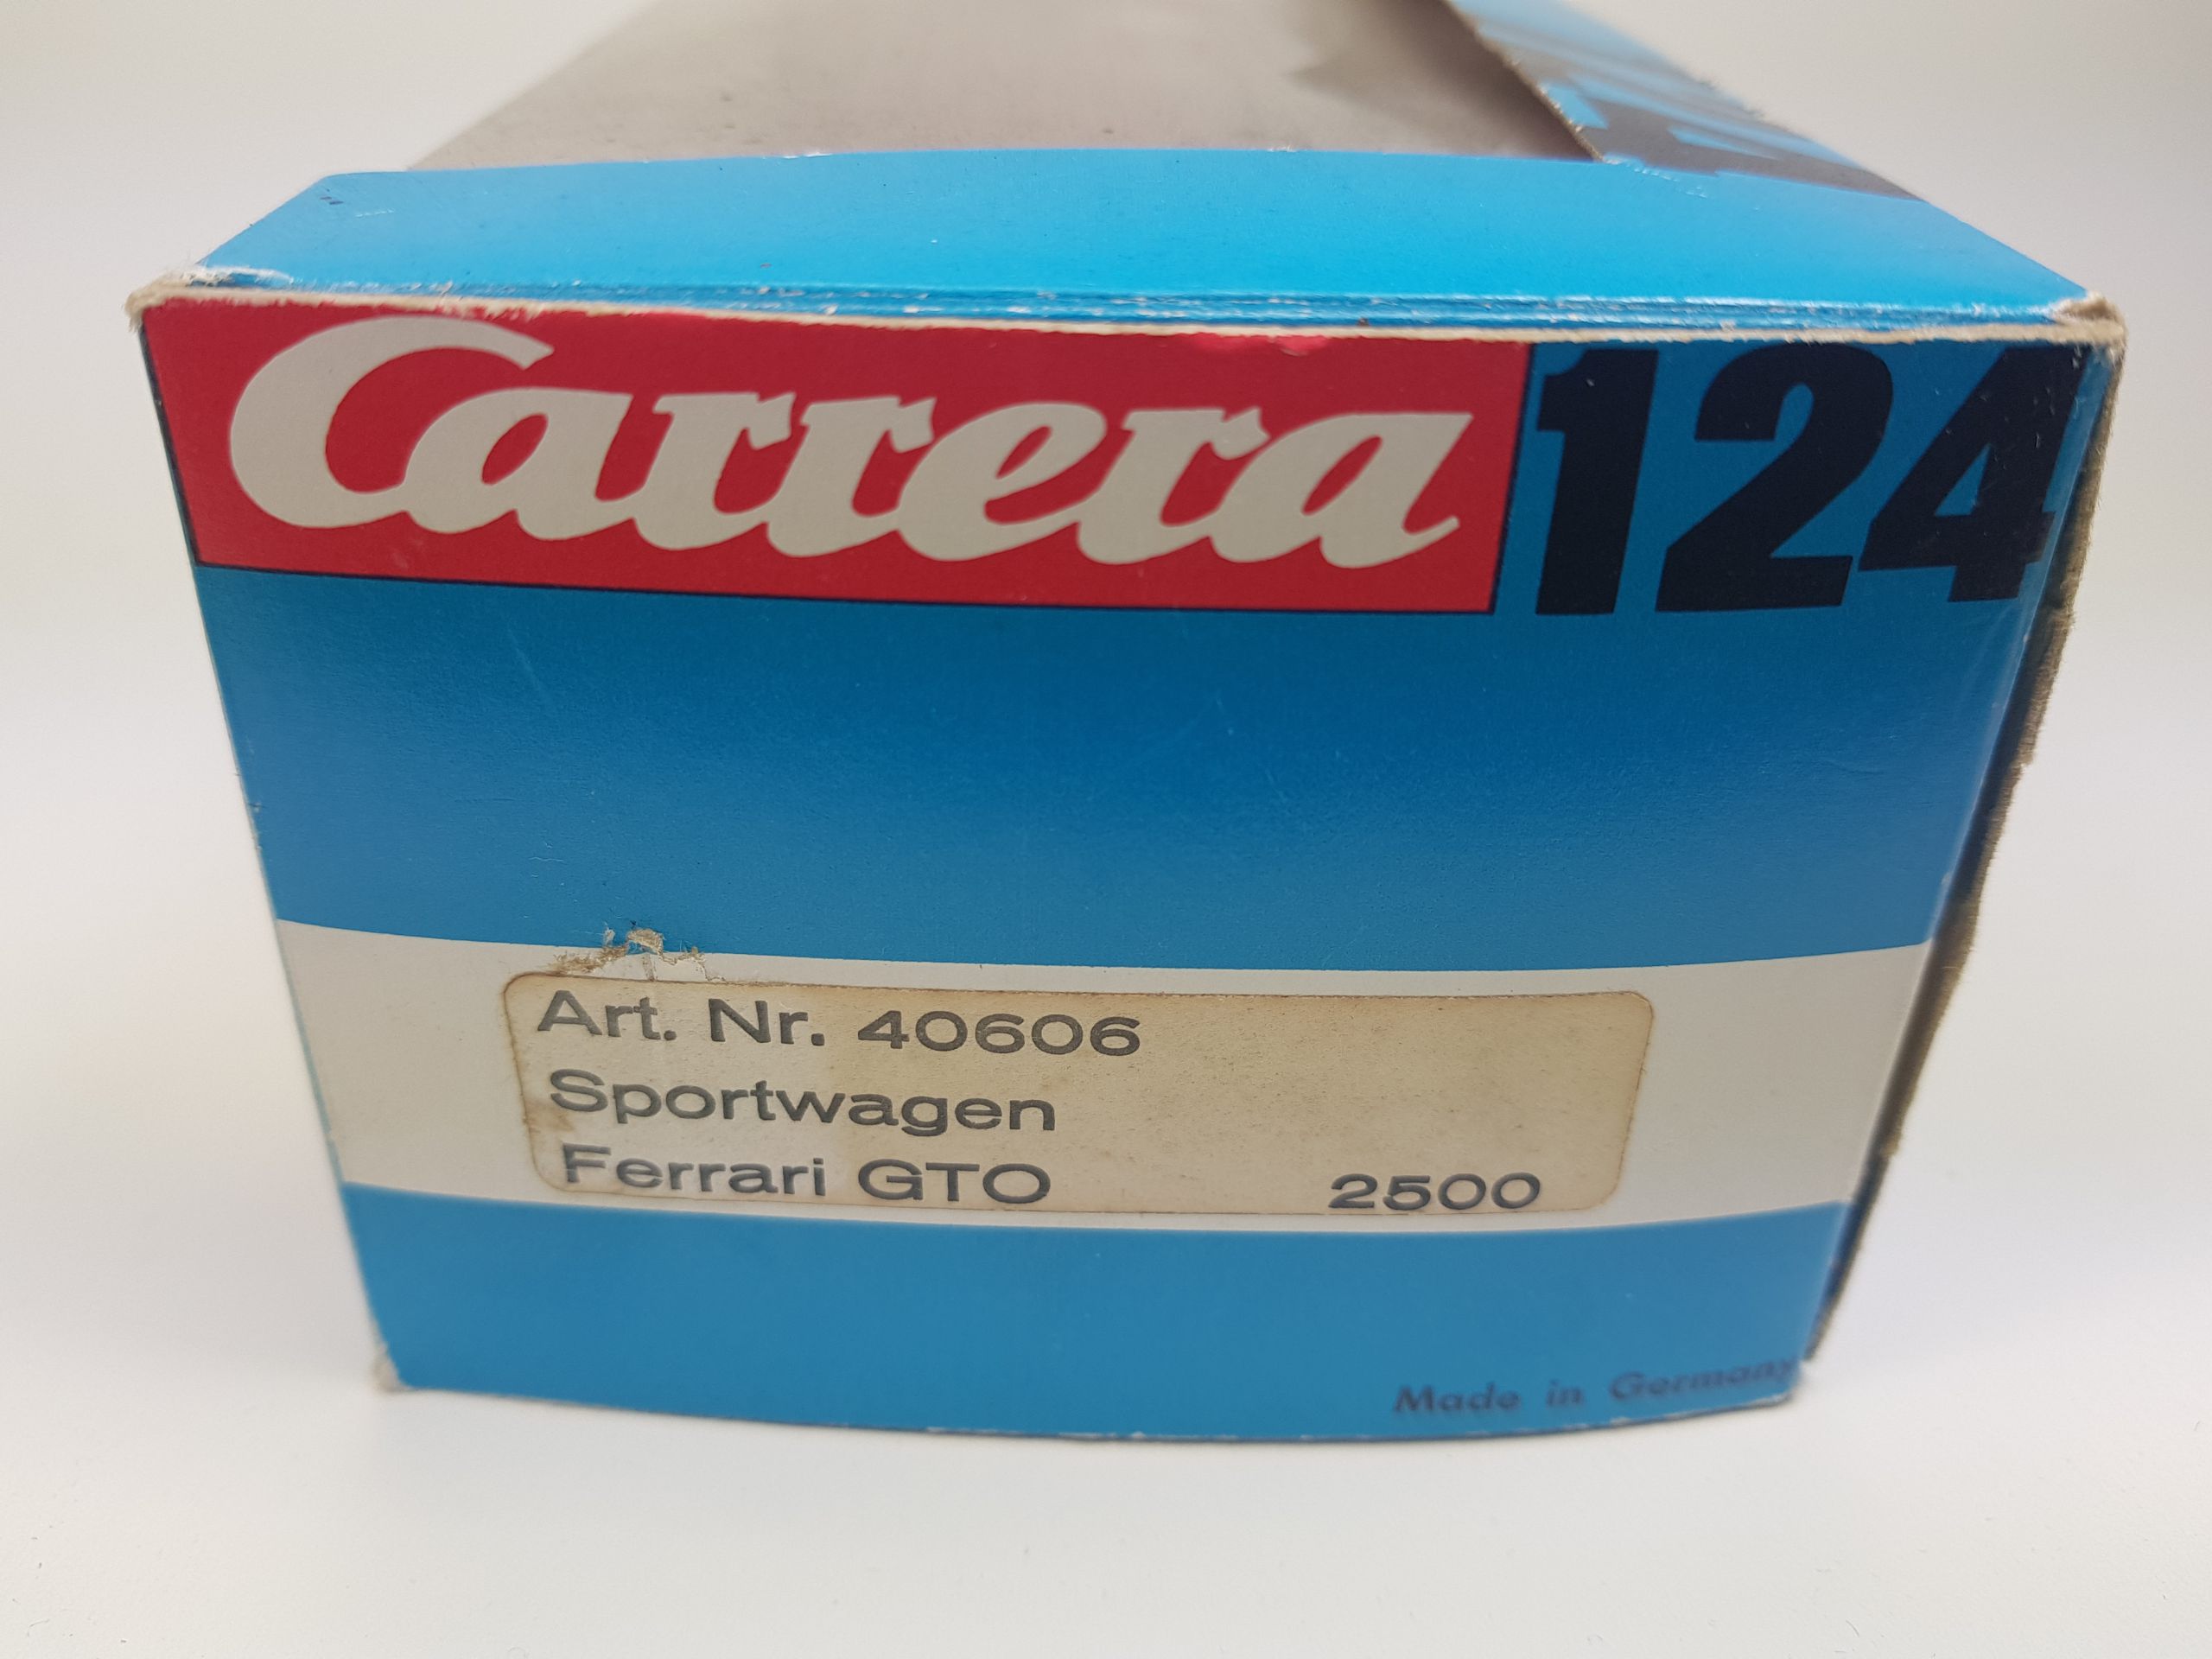 Carrera 124
Art. Nr. 40606
Sportwagen
Ferrari GTO 2500
Made in Germany